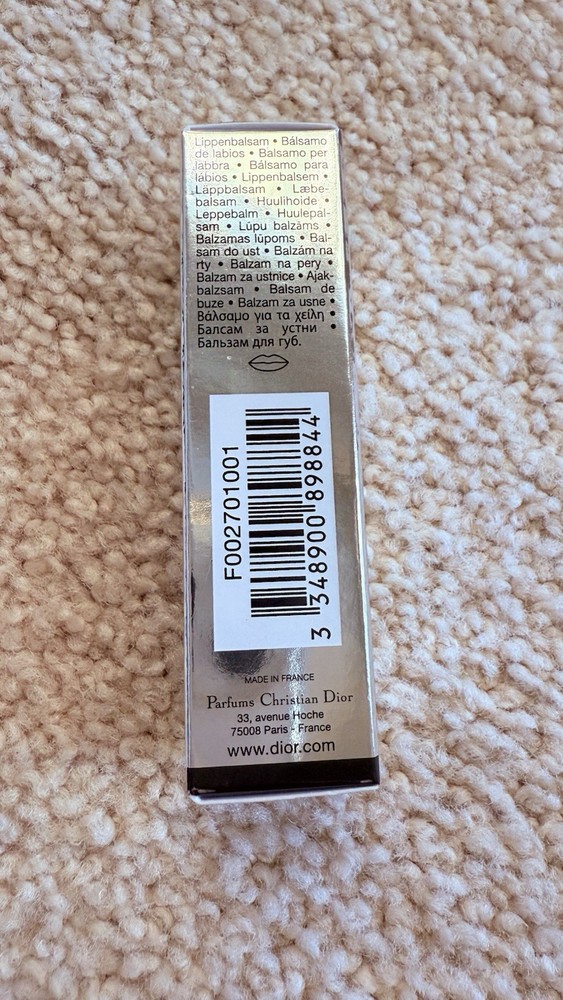 Lippenbalsam • Bálsamo
de labios • Balsamo per
labbra • Bálsamo para
lábios • Lippenbalsem •
Läppbalsam • Læbe-
balsam • Huulihoide •
Leppebalm • Huulepal-
sam • Lūpu balzāms •
Balzamas lūpoms • Bal-
sam do ust • Balzám na
rty • Balzam na pery •
Balzam za ustnice • Ajak-
balzsam • Balsam de
buze • Balzam za usne •
Βάλσαμο για τα χείλη •
Балсам за устни •
Бальзам для губ.
F002701001
3 348900 898844
MADE IN FRANCE
Parfums Christian Dior
33, avenue Hoche
75008 Paris - France
www.dior.com